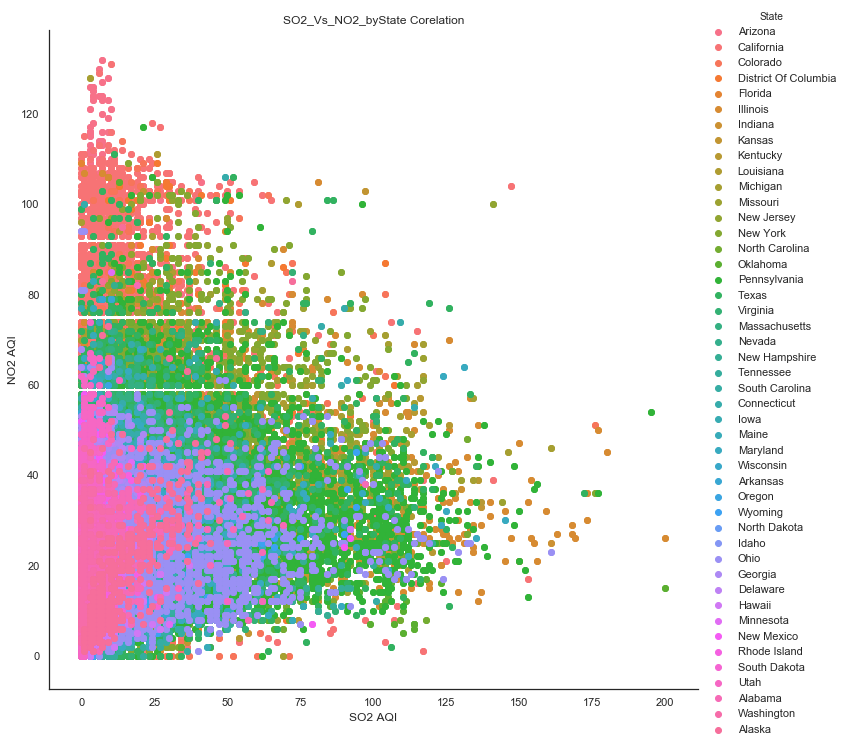 SO2_Vs_NO2_byState Corelation
NO2 AQI
120
100
80
60
40
20
0
0 25 50 75 100 125 150 175 200
SO2 AQI
State
Arizona
California
Colorado
District Of Columbia
Florida
Illinois
Indiana
Kansas
Kentucky
Louisiana
Michigan
Missouri
New Jersey
New York
North Carolina
Oklahoma
Pennsylvania
Texas
Virginia
Massachusetts
Nevada
New Hampshire
Tennessee
South Carolina
Connecticut
Iowa
Maine
Maryland
Wisconsin
Arkansas
Oregon
Wyoming
North Dakota
Idaho
Ohio
Georgia
Delaware
Hawaii
Minnesota
New Mexico
Rhode Island
South Dakota
Utah
Alabama
Washington
Alaska